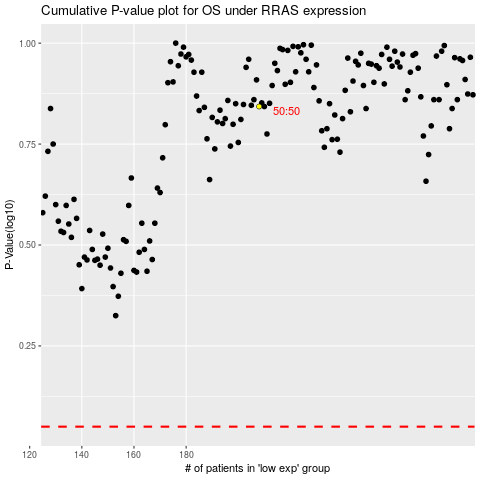 Cumulative P-value plot for OS under RRAS expression
1.00
0.75
0.50
0.25
P-Value(log10)
50:50
120 140 160 180
# of patients in 'low exp' group